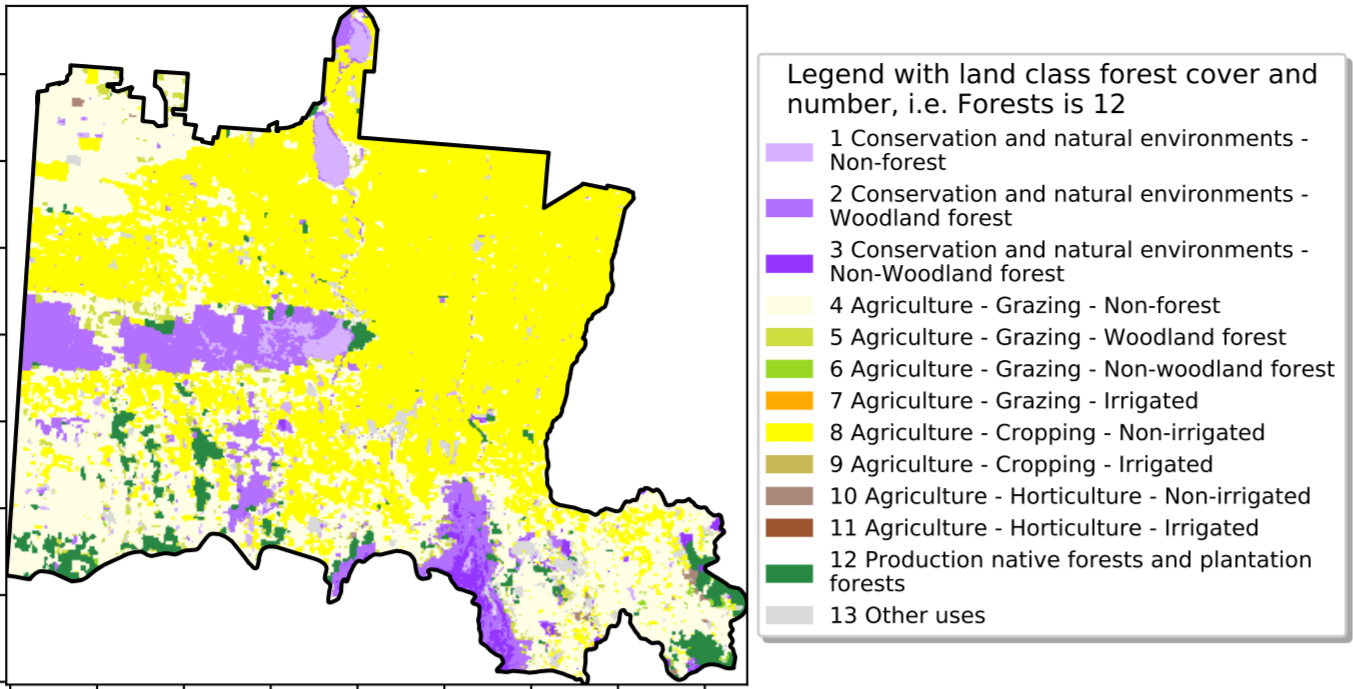 Legend with land class forest cover and
number, i.e. Forests is 12
1 Conservation and natural environments -
Non-forest
2 Conservation and natural environments -
Woodland forest
3 Conservation and natural environments -
Non-Woodland forest
4 Agriculture - Grazing - Non-forest
5 Agriculture - Grazing - Woodland forest
6 Agriculture - Grazing - Non-woodland forest
7 Agriculture - Grazing - Irrigated
8 Agriculture - Cropping - Non-irrigated
9 Agriculture - Cropping - Irrigated
10 Agriculture - Horticulture - Non-irrigated
11 Agriculture - Horticulture - Irrigated
12 Production native forests and plantation
forests
13 Other uses